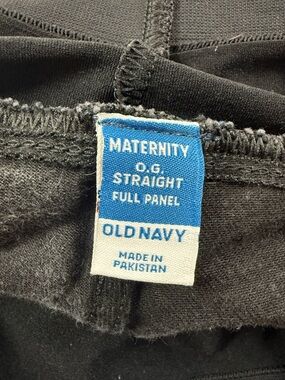 MATERNITY
O.G.
STRAIGHT
FULL PANEL
OLD NAVY
MADE IN
PAKISTAN